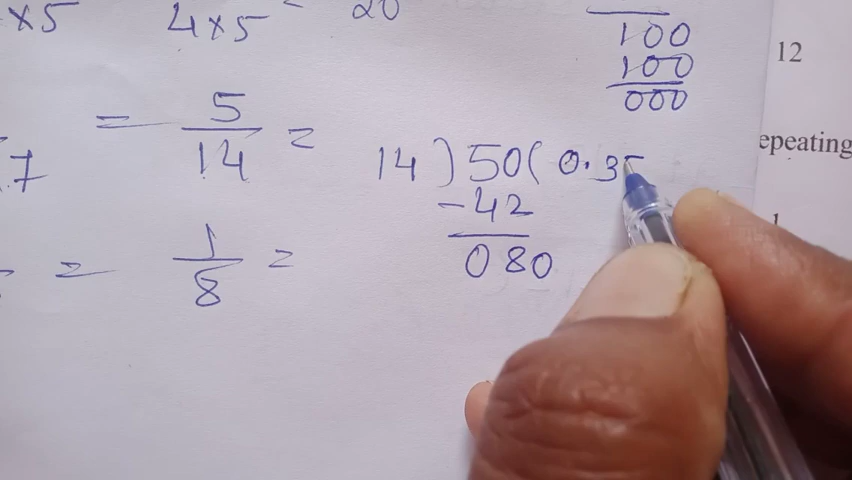 ×5 4×5 = 20
100
100
000
12
= 5/14 = 14 ) 50 ( 0.35
epeating
7
-42
080
= 1/8 =